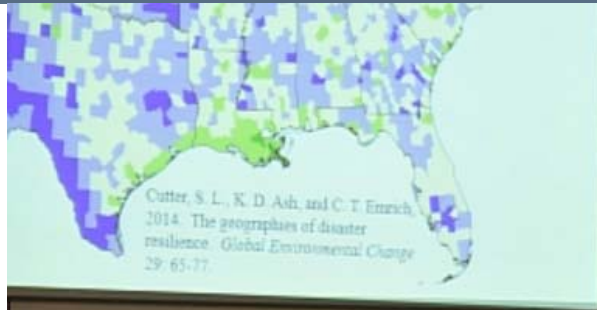 Cutter, S. L., K. D. Ash, and C. T. Emrich,
2014. The geographies of disaster
resilience. Global Environmental Change
29: 65-77.